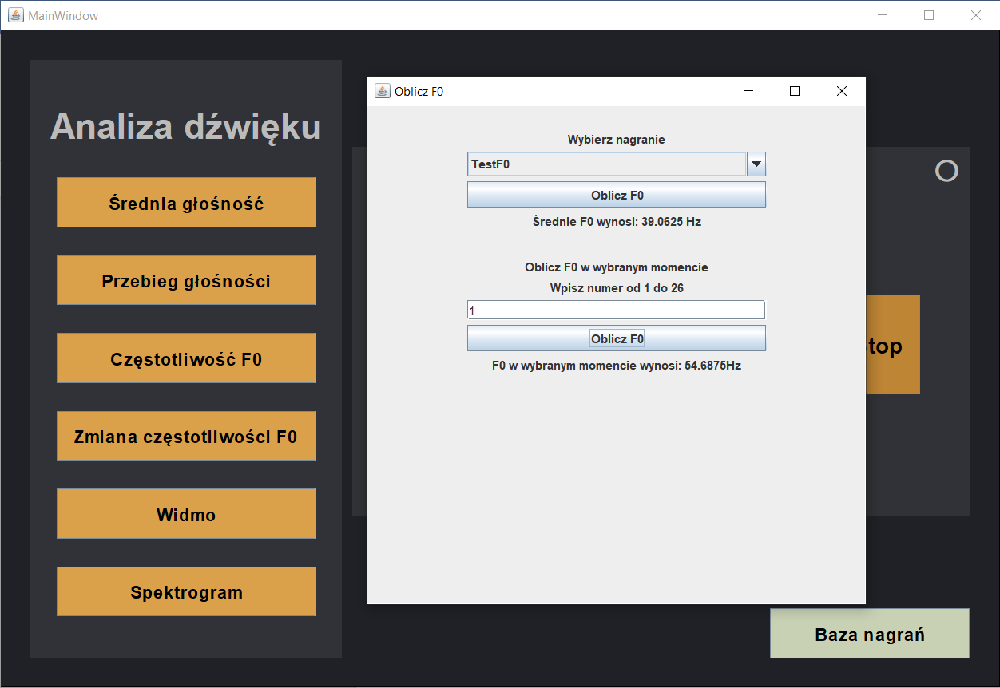 MainWindow
Analiza dźwięku
Średnia głośność
Przebieg głośności
Częstotliwość F0
Zmiana częstotliwości F0
Widmo
Spektrogram
Oblicz F0
Wybierz nagranie
TestF0
Oblicz F0
Średnie F0 wynosi: 39.0625 Hz
Oblicz F0 w wybranym momencie
Wpisz numer od 1 do 26
1
Oblicz F0
F0 w wybranym momencie wynosi: 54.6875Hz
top
Baza nagrań